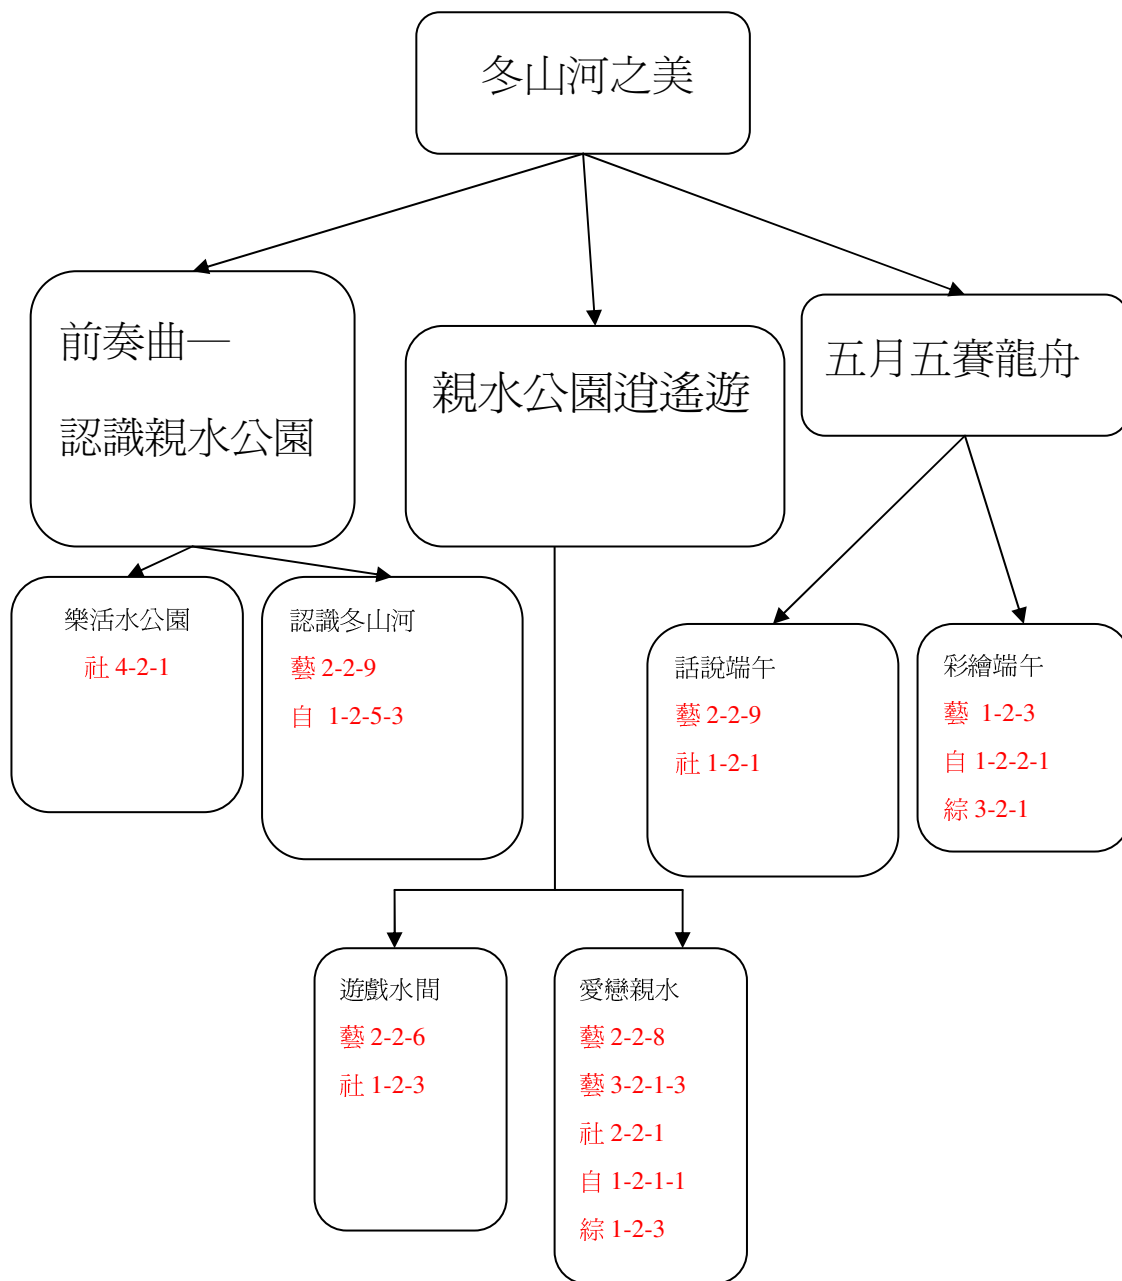 冬山河之美
前奏曲—
認識親水公園
親水公園逍遙遊
五月五賽龍舟
樂活水公園
社 4-2-1
認識冬山河
藝 2-2-9
自 1-2-5-3
話說端午
藝 2-2-9
社 1-2-1
彩繪端午
藝 1-2-3
自 1-2-2-1
綜 3-2-1
遊戲水間
藝 2-2-6
社 1-2-3
愛戀親水
藝 2-2-8
藝 3-2-1-3
社 2-2-1
自 1-2-1-1
綜 1-2-3